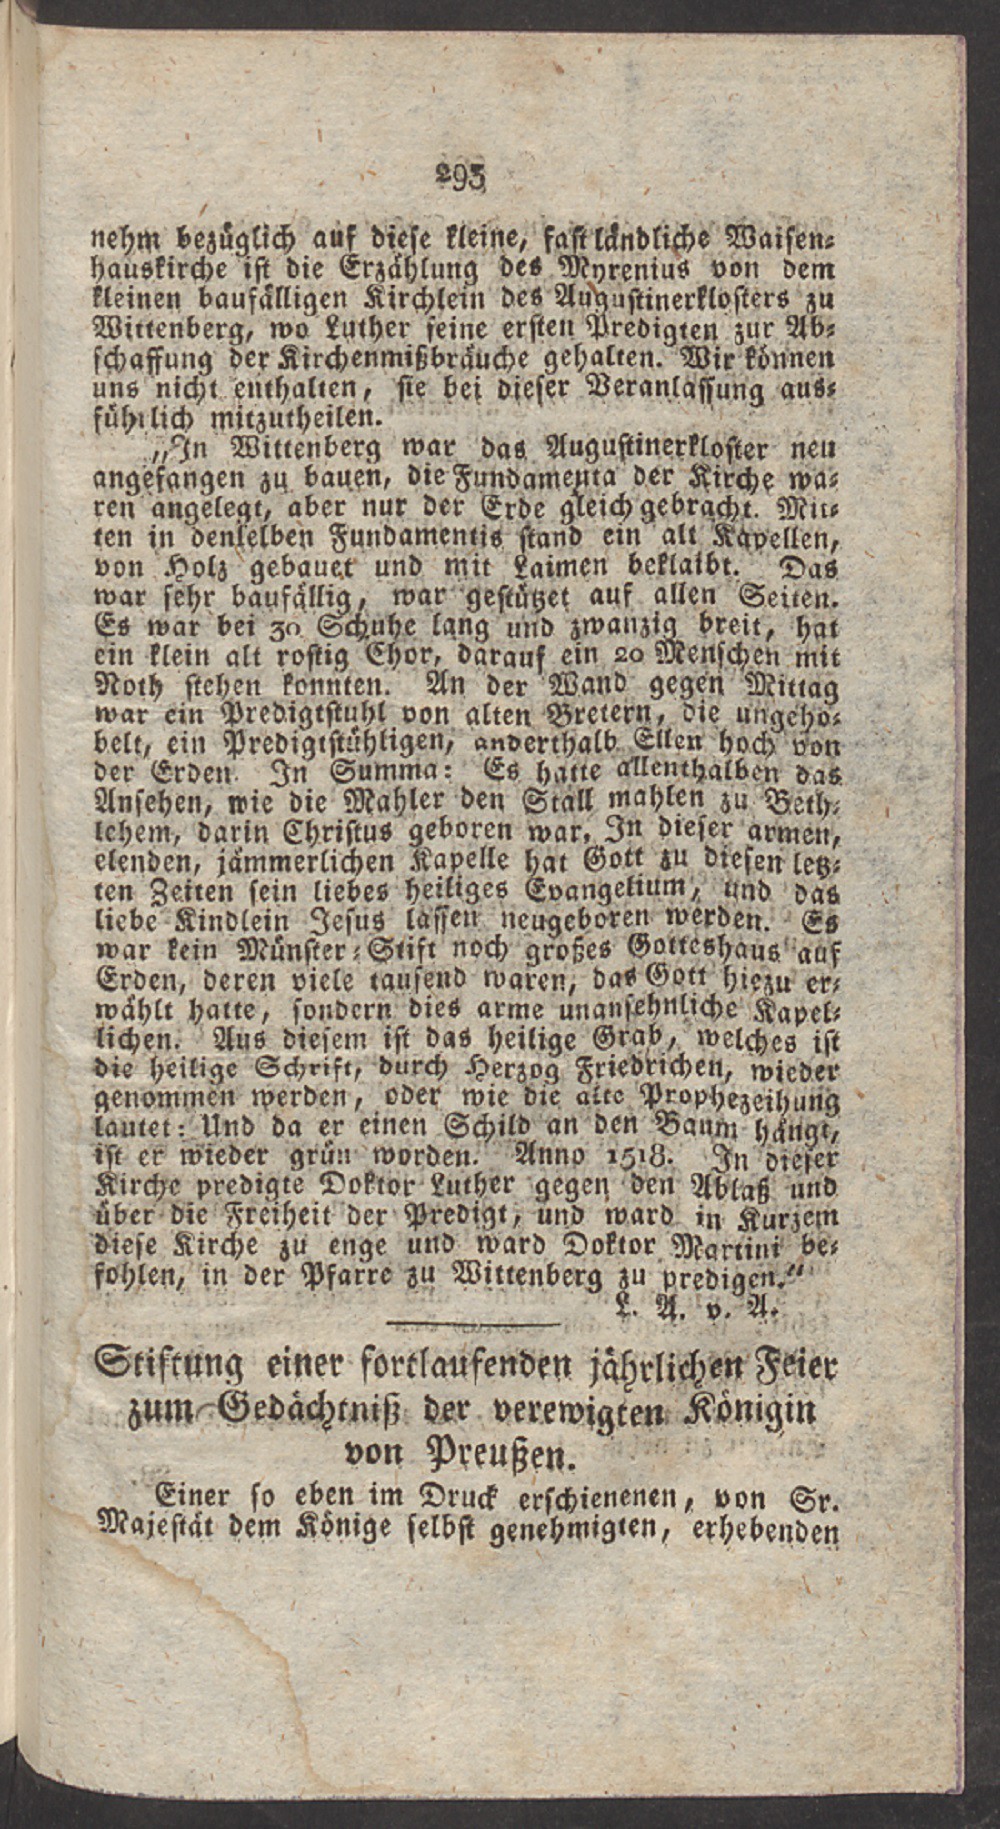 293
nehm bezüglich auf diese kleine, fast ländliche Waisen-
hauskirche ist die Erzählung des Myrenius von dem
kleinen baufälligen Kirchlein des Augustinerklosters zu
Wittenberg, wo Luther seine ersten Predigten zur Ab-
schaffung der Kirchenmißbräuche gehalten. Wir können
uns nicht enthalten, sie bei dieser Veranlassung aus-
führlich mitzutheilen.
„In Wittenberg war das Augustinerkloster neu
angefangen zu bauen, die Fundamenta der Kirche wa-
ren angelegt, aber nur der Erde gleich gebracht. Mit-
ten in denselben Fundamentis stand ein alt Kapellen,
von Holz gebauet und mit Laimen beklaibt. Das
war sehr baufällig, war gestützet auf allen Seiten.
Es war bei 30 Schuhe lang und zwanzig breit, hat
ein klein alt rostig Chor, darauf ein 20 Menschen mit
Noth stehen konnten. An der Wand gegen Mittag
war ein Predigtstuhl von alten Bretern, die ungeho-
belt, ein Predigtstühligen, anderthalb Ellen hoch von
der Erden. In Summa: Es hatte allenthalben das
Ansehen, wie die Mahler den Stall mahlen zu Beth-
lehem, darin Christus geboren war. In dieser armen,
elenden, jämmerlichen Kapelle hat Gott zu diesen letz-
ten Zeiten sein liebes heiliges Evangelium, und das
liebe Kindlein Jesus lassen neugeboren werden. Es
war kein Münster-Stift noch großes Gotteshaus auf
Erden, deren viele tausend waren, das Gott hiezu er-
wählt hatte, sondern dies arme unansehnliche Kapel-
lichen. Aus diesem ist das heilige Grab, welches ist
die heilige Schrift, durch Herzog Friedrichen, wieder
genommen werden, oder wie die alte Prophezeihung
lautet: Und da er einen Schild an den Baum hängt,
ist er wieder grün worden. Anno 1518. In dieser
Kirche predigte Doktor Luther gegen den Ablaß und
über die Freiheit der Predigt, und ward in Kurzem
diese Kirche zu enge und ward Doktor Martini be-
fohlen, in der Pfarre zu Wittenberg zu predigen.“
L. A. v. A.
Stiftung einer fortlaufenden jährlichen Feier
zum Gedächtniß der verewigten Königin
von Preußen.
Einer so eben im Druck erschienenen, von Sr.
Majestät dem Könige selbst genehmigten, erhebenden